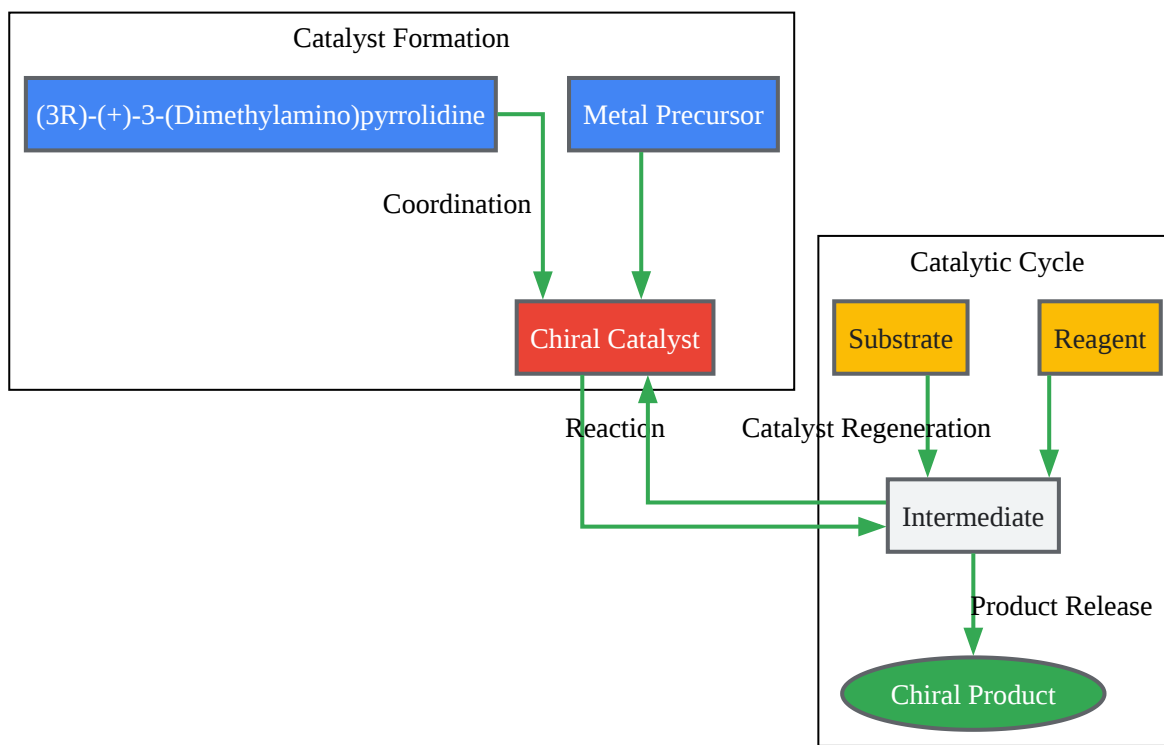 Catalyst Formation
(3R)-(+)-3-(Dimethylamino)pyrrolidine
Metal Precursor
Coordination
Chiral Catalyst
Catalytic Cycle
Substrate
Reagent
Reaction
Catalyst Regeneration
Intermediate
Product Release
Chiral Product